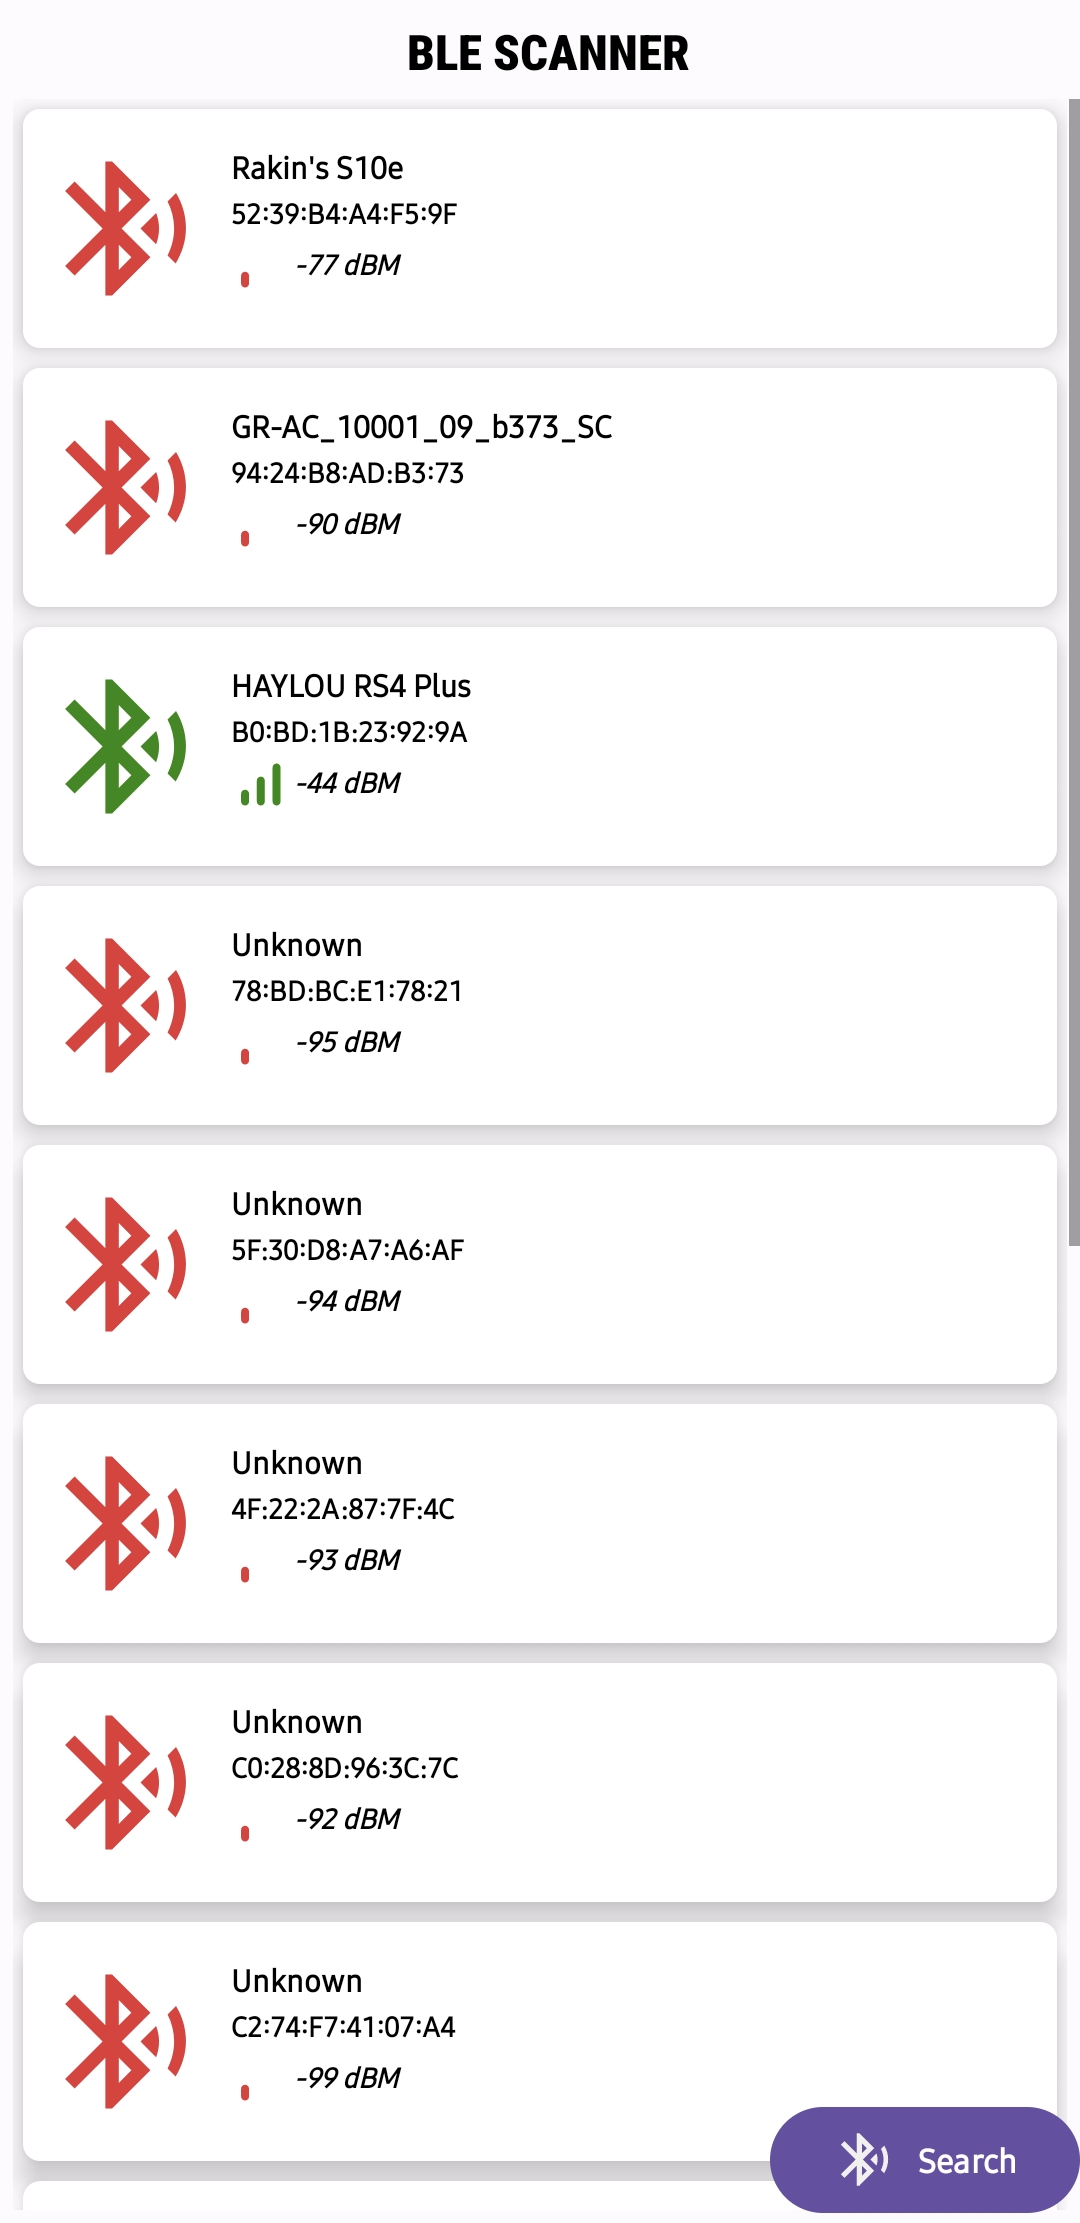 BLE SCANNER
Rakin's S10e
52:39:B4:A4:F5:9F
-77 dBM
GR-AC_10001_09_b373_SC
94:24:B8:AD:B3:73
-90 dBM
HAYLOU RS4 Plus
B0:BD:1B:23:92:9A
-44 dBM
Unknown
78:BD:BC:E1:78:21
-95 dBM
Unknown
5F:30:D8:A7:A6:AF
-94 dBM
Unknown
4F:22:2A:87:7F:4C
-93 dBM
Unknown
C0:28:8D:96:3C:7C
-92 dBM
Unknown
C2:74:F7:41:07:A4
-99 dBM
Search